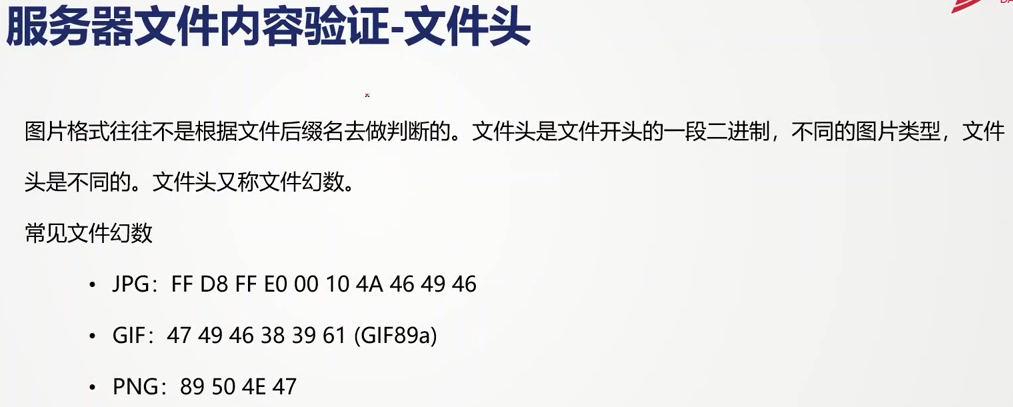 服务器文件内容验证-文件头
图片格式往往不是根据文件后缀名去做判断的。文件头是文件开头的一段二进制，不同的图片类型，文件
头是不同的。文件头又称文件幻数。
常见文件幻数
• JPG：FF D8 FF E0 00 10 4A 46 49 46
• GIF：47 49 46 38 39 61 (GIF89a)
• PNG：89 50 4E 47